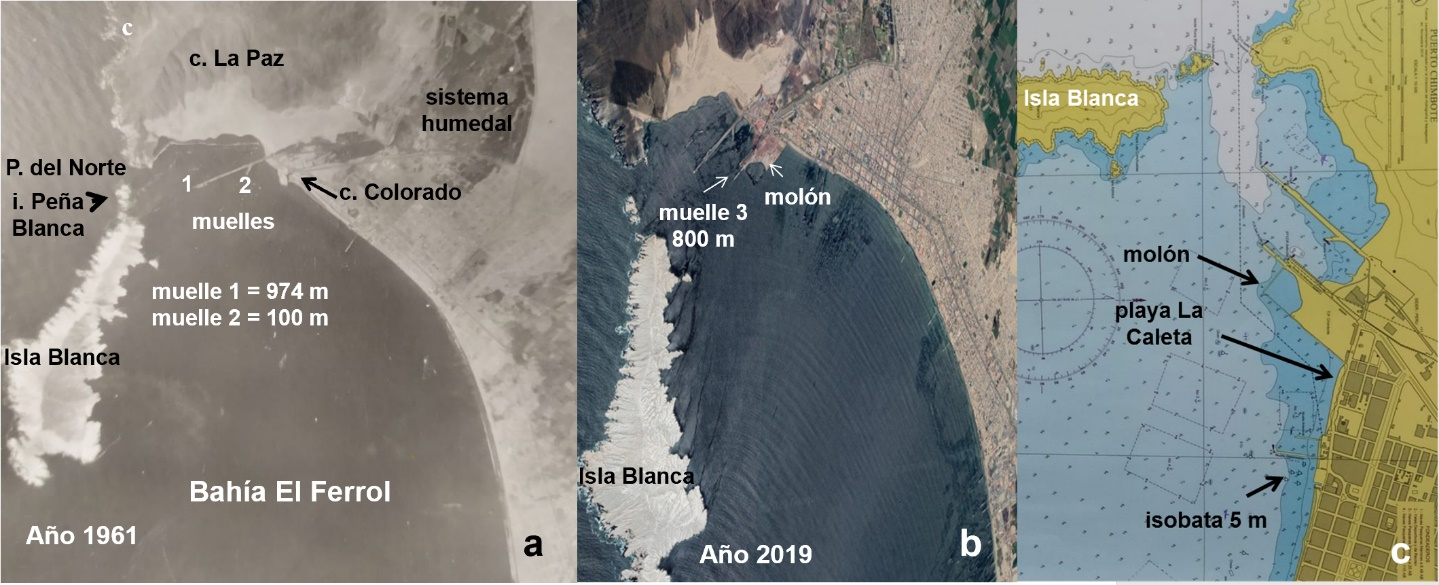 c
c. La Paz
sistema
humedal
P. del Norte
i. Peña
Blanca
1
2
muelles
c. Colorado
muelle 1 = 974 m
muelle 2 = 100 m
Isla Blanca
Bahía El Ferrol
Año 1961
a
muelle 3
800 m
molón
Isla Blanca
Año 2019
b
Isla Blanca
PUERTO CHIMBOTE
molón
playa La
Caleta
isobata 5 m
c